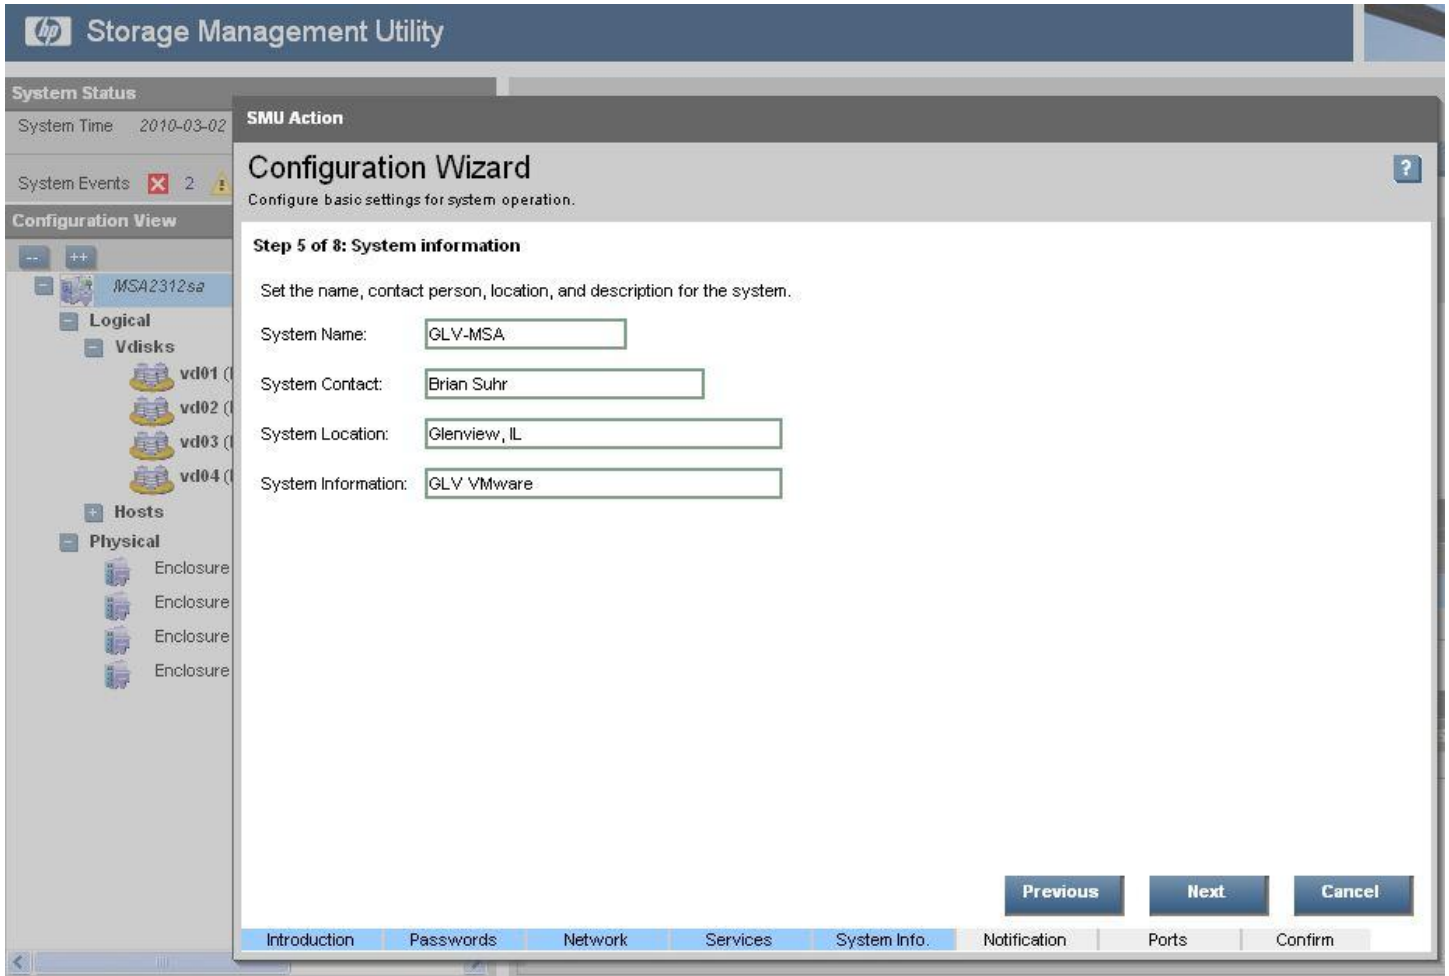 hp Storage Management Utility
System Status
System Time 2010-03-02
System Events 2
Configuration View
-- ++
MSA2312sa
Logical
Vdisks
vd01 (
vd02 (
vd03 (
vd04 (
Hosts
Physical
Enclosure
Enclosure
Enclosure
Enclosure
SMU Action
Configuration Wizard
?
Configure basic settings for system operation.
Step 5 of 8: System information
Set the name, contact person, location, and description for the system.
System Name: GLV-MSA
System Contact: Brian Suhr
System Location: Glenview, IL
System Information: GLV VMware
Previous Next Cancel
Introduction Passwords Network Services System Info. Notification Ports Confirm